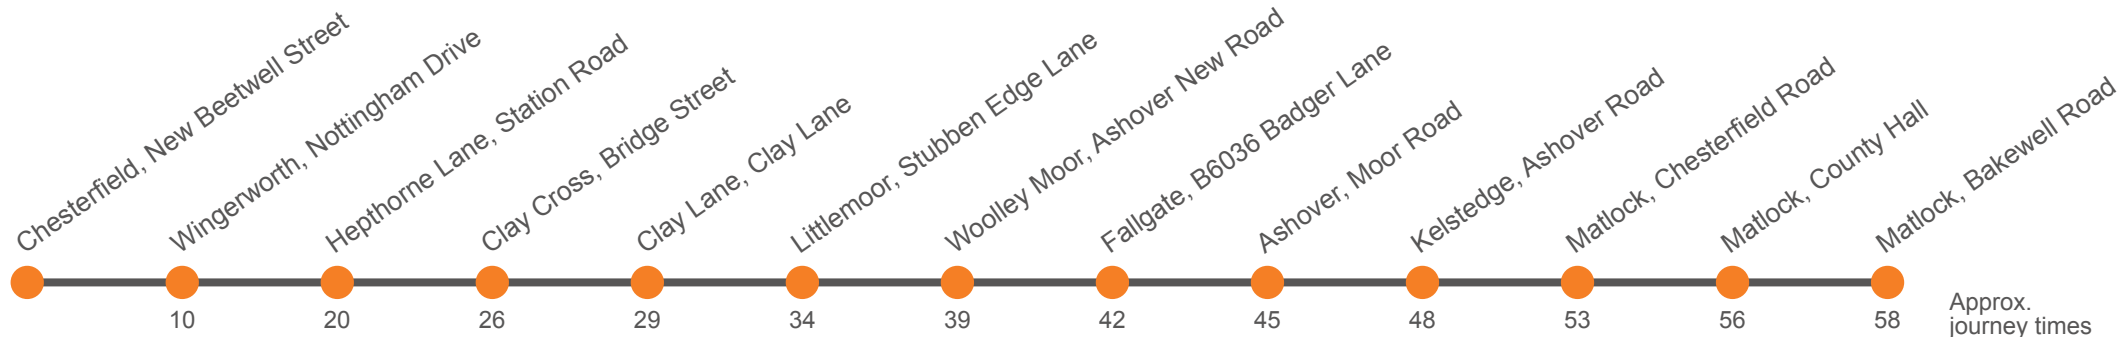 Chesterfield, New Beetwell Street
Wingerworth, Nottingham Drive
Hepthorne Lane, Station Road
Clay Cross, Bridge Street
Clay Lane, Clay Lane
Littlemoor, Stubben Edge Lane
Woolley Moor, Ashover New Road
Fallgate, B6036 Badger Lane
Ashover, Moor Road
Kelstedge, Ashover Road
Matlock, Chesterfield Road
Matlock, County Hall
Matlock, Bakewell Road
10 20 26 29 34 39 42 45 48 53 56 58
Approx.
journey times